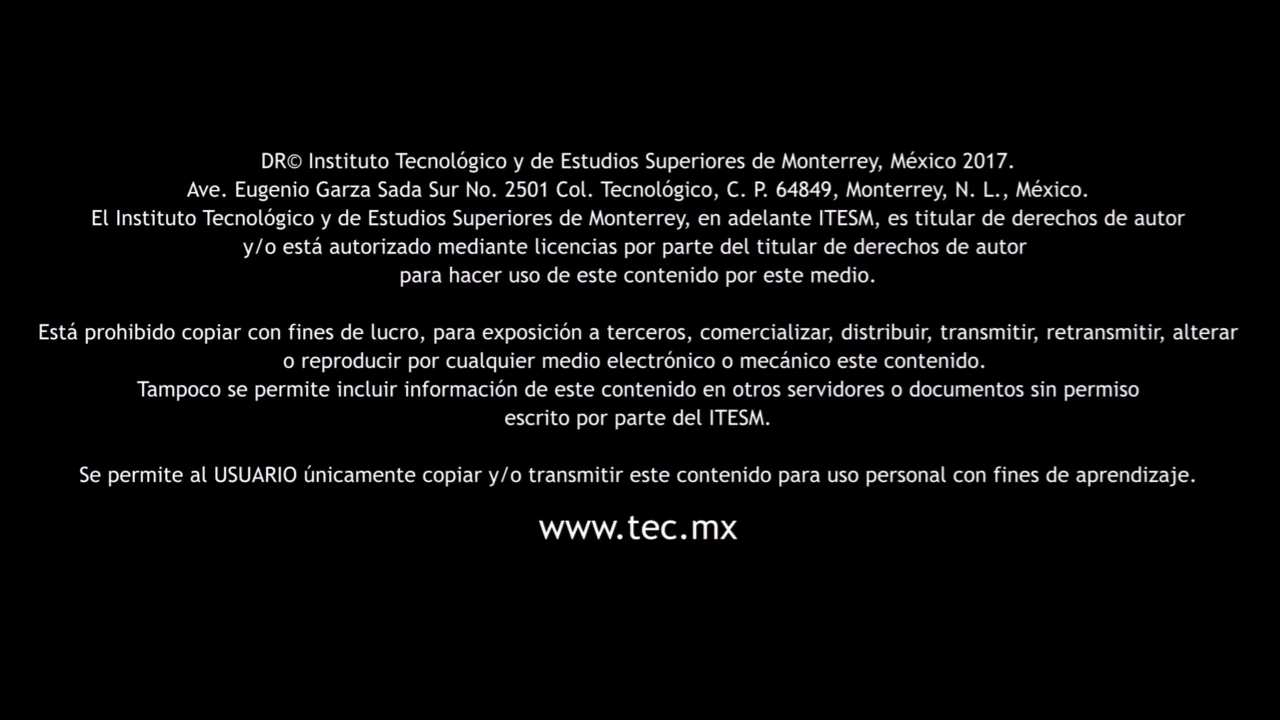 DR© Instituto Tecnológico y de Estudios Superiores de Monterrey, México 2017.
Ave. Eugenio Garza Sada Sur No. 2501 Col. Tecnológico, C. P. 64849, Monterrey, N. L., México.
El Instituto Tecnológico y de Estudios Superiores de Monterrey, en adelante ITESM, es titular de derechos de autor
y/o está autorizado mediante licencias por parte del titular de derechos de autor
para hacer uso de este contenido por este medio.
Está prohibido copiar con fines de lucro, para exposición a terceros, comercializar, distribuir, transmitir, retransmitir, alterar
o reproducir por cualquier medio electrónico o mecánico este contenido.
Tampoco se permite incluir información de este contenido en otros servidores o documentos sin permiso
escrito por parte del ITESM.
Se permite al USUARIO únicamente copiar y/o transmitir este contenido para uso personal con fines de aprendizaje.
www.tec.mx